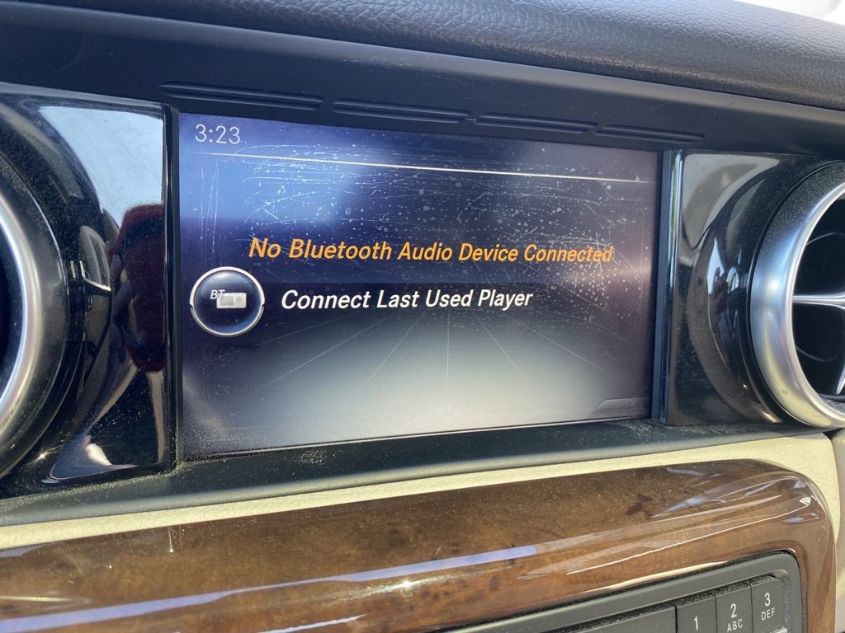 3:23
No Bluetooth Audio Device Connected
BT
Connect Last Used Player
1
2
ABC
3
DEF